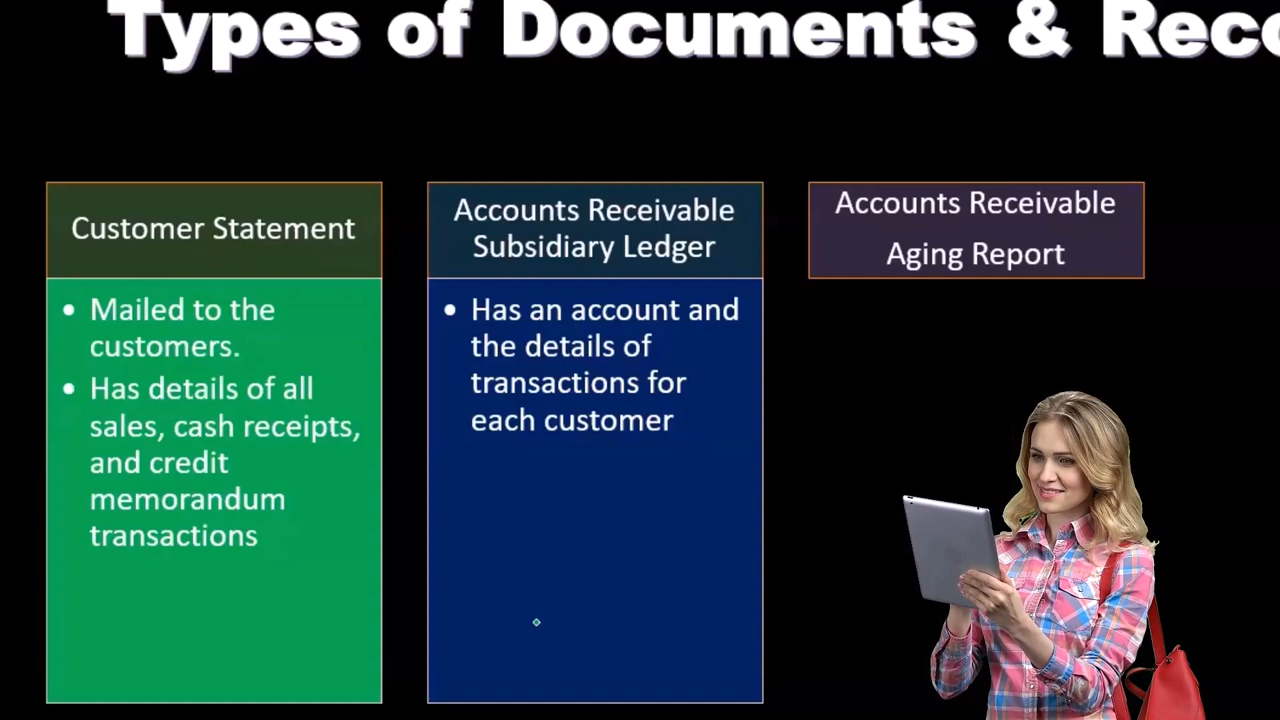 Types of Documents &
Customer Statement
• Mailed to the
customers.
• Has details of all
sales, cash receipts,
and credit
memorandum
transactions
Accounts Receivable
Subsidiary Ledger
• Has an account and
the details of
transactions for
each customer
Accounts Receivable
Aging Report